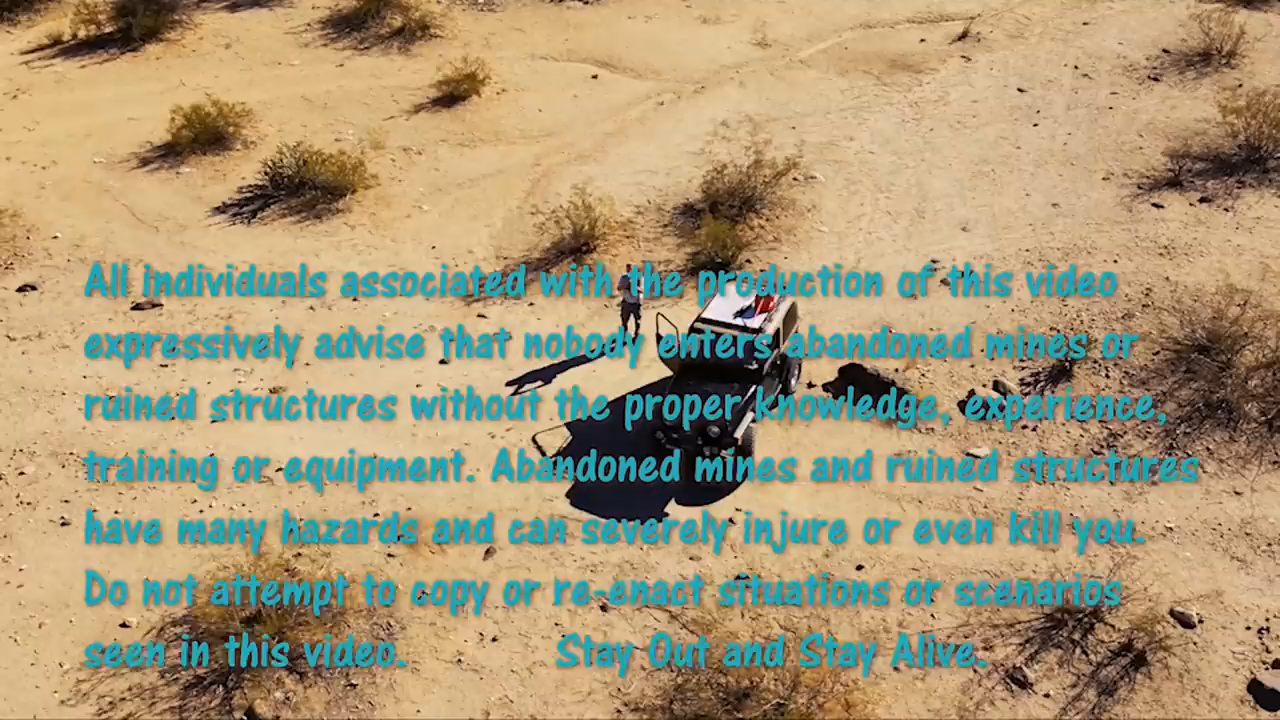 All individuals associated with the production of this video
expressively advise that nobody enters abandoned mines or
ruined structures without the proper knowledge, experience,
training or equipment. Abandoned mines and ruined structures
have many hazards and can severely injure or even kill you.
Do not attempt to copy or re-enact situations or scenarios
seen in this video. Stay Out and Stay Alive.